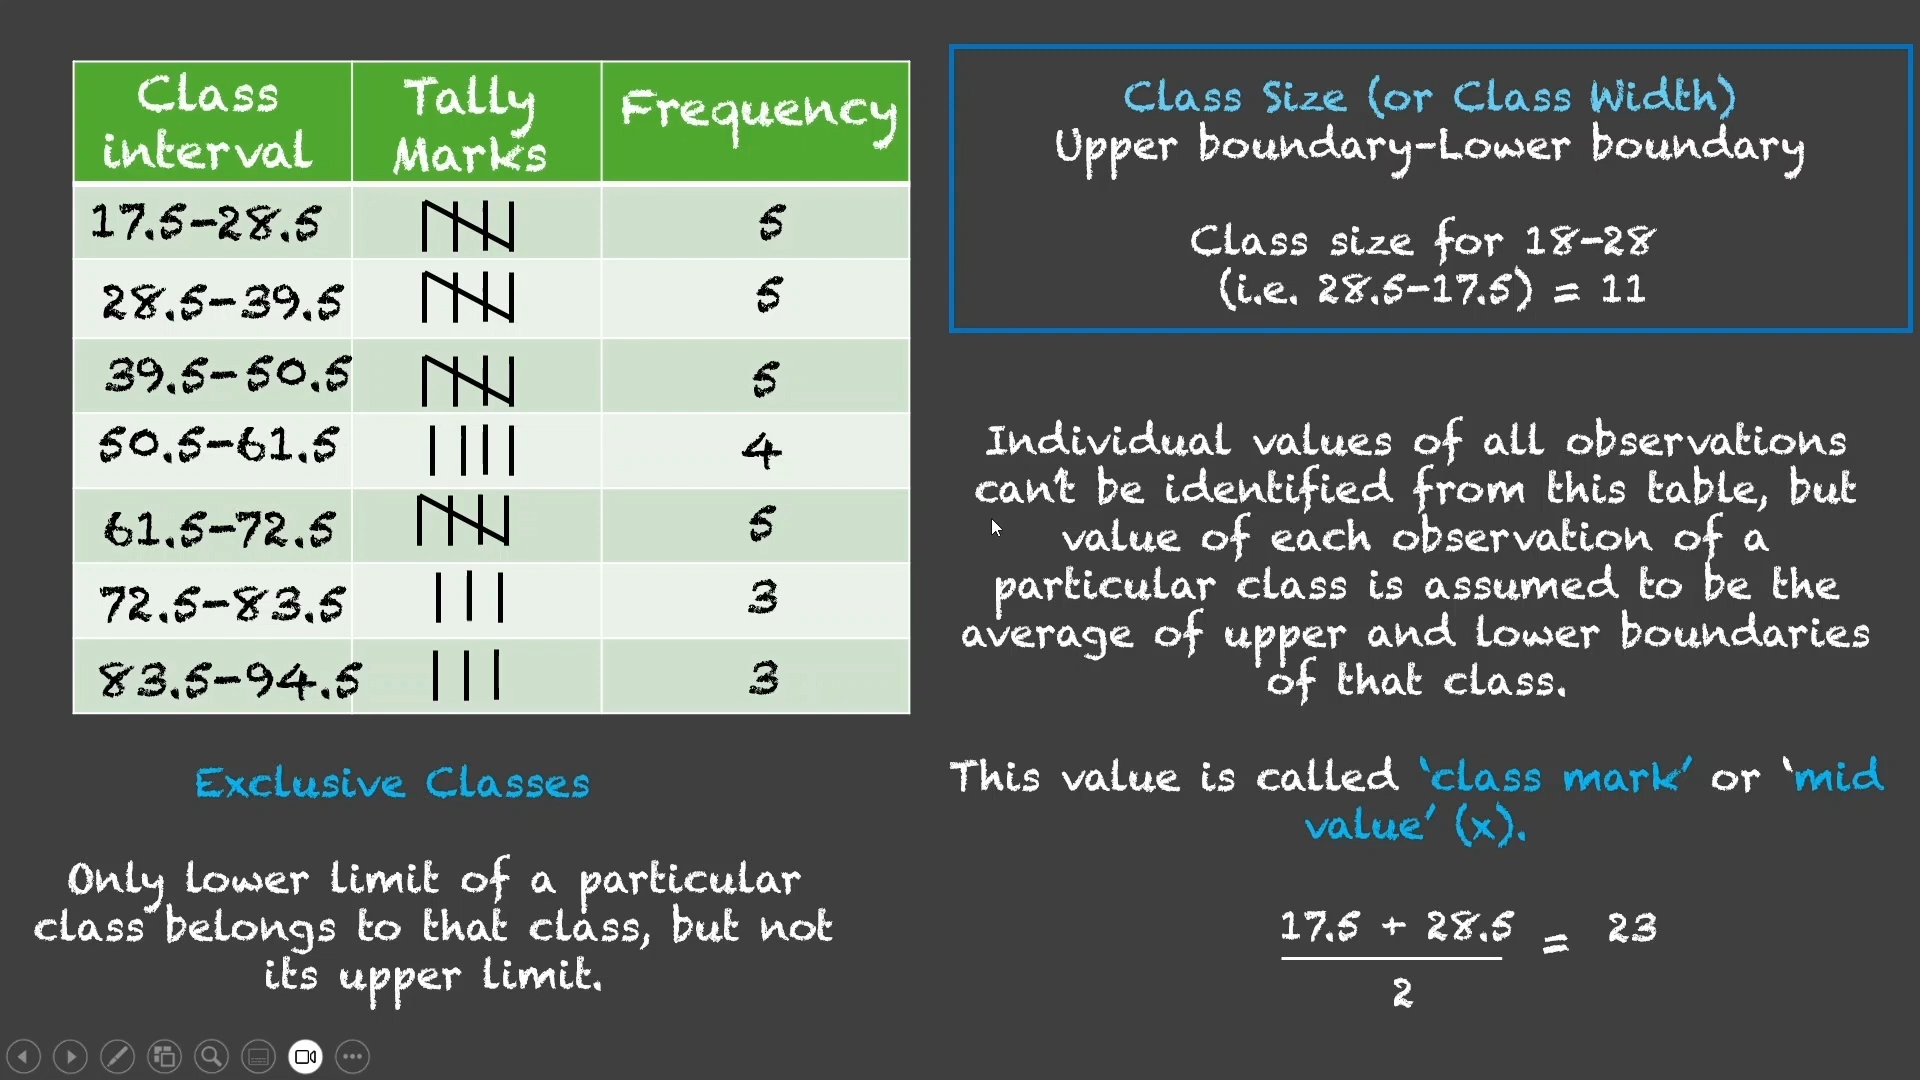 Class interval Tally Marks Frequency
17.5-28.5 5
28.5-39.5 5
39.5-50.5 5
50.5-61.5 4
61.5-72.5 5
72.5-83.5 3
83.5-94.5 3
Exclusive Classes
Only lower limit of a particular
class belongs to that class, but not
its upper limit.
Class Size (or Class Width)
Upper boundary-Lower boundary
Class size for 18-28
(i.e. 28.5-17.5) = 11
Individual values of all observations
can't be identified from this table, but
value of each observation of a
particular class is assumed to be the
average of upper and lower boundaries
of that class.
This value is called 'class mark' or 'mid
value' (x).
17.5 + 28.5 = 23
2